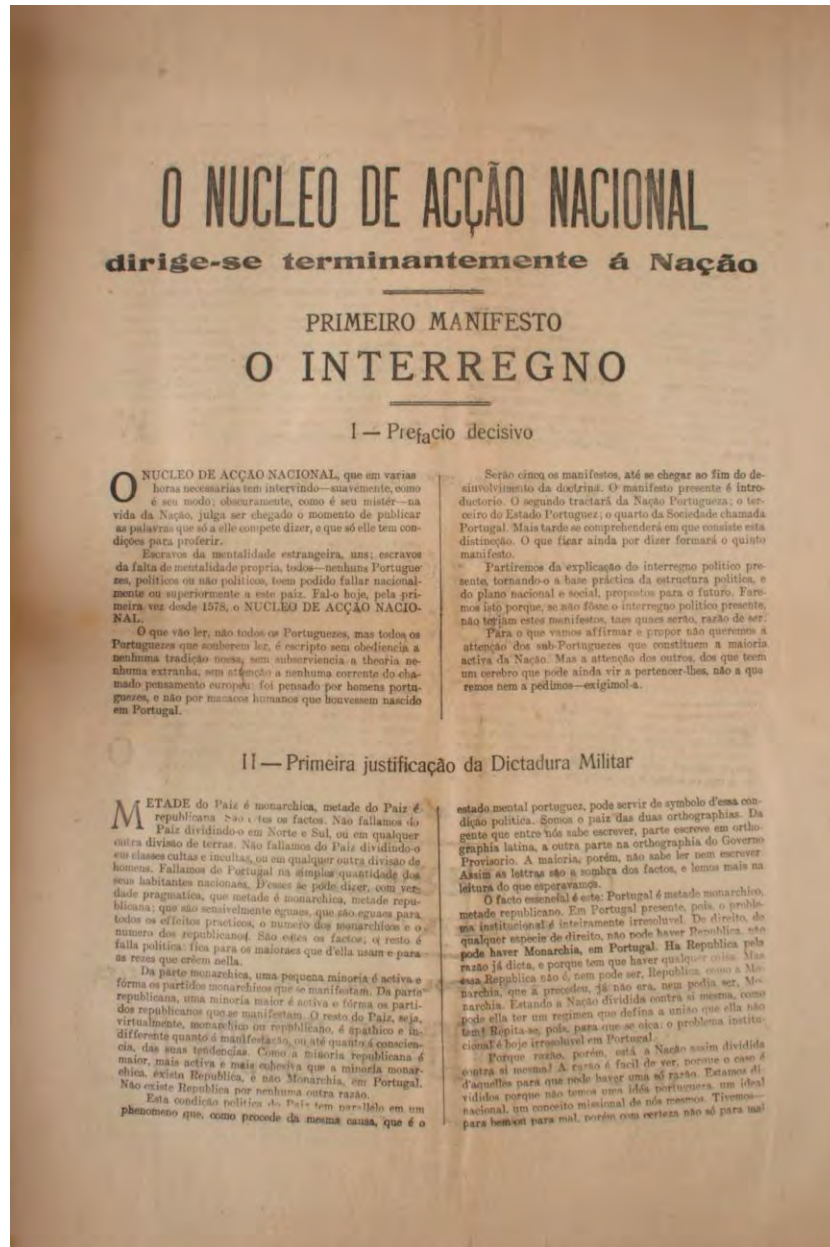 O NUCLEO DE ACÇÃO NACIONAL
dirige-se terminantemente á Nação
PRIMEIRO MANIFESTO
O INTERREGNO
I — Prefacio decisivo
O NUCLEO DE ACÇÃO NACIONAL, que em varias
horas necessarias tem intervindo—suavemente, como
é seu modo; obscuramente, como é seu mistér—na
vida da Nação, julga ser chegado o momento de publicar
as palavras que só a elle compete dizer, e que só elle tem con-
dições para proferir.
Escravos da mentalidade estrangeira, uns; escravos
da falta de mentalidade propria, todos—nenhuns Portugue-
zes, politicos ou não politicos, teem podido fallar nacional-
mente ou superiormente a este paiz. Fal-o hoje, pela pri-
meira vez desde 1578, o NUCLEO DE ACÇÃO NACIO-
NAL.
O que vão ler, não todos os Portuguezes, mas todos os
Portuguezes que souberem ler, é escripto sem obediencia a
nenhuma tradição nossa, sem subserviencia a theoria ne-
nhuma extranha, sem attenção a nenhuma corrente do cha-
mado pensamento europeu: foi pensado por homens portu-
guezes, e não por macacos humanos que houvessem nascido
em Portugal.
Serão cinco os manifestos, até se chegar ao fim do de-
sinvolvimento da doctrina. O manifesto presente é intro-
ductorio. O segundo tractará da Nação Portugueza; o ter-
ceiro do Estado Portuguez; o quarto da Sociedade chamada
Portugal. Mais tarde se comprehenderá em que consiste esta
distincção. O que ficar ainda por dizer formará o quinto
manifesto.
Partiremos da explicação do interregno politico pre-
sente, tornando-o a base práctica da estructura politica, e
do plano nacional e social, propostos para o futuro. Fare-
mos isto porque, se não fôsse o interregno politico presente,
não teriam estes manifestos, taes quaes serão, razão de ser.
Para o que vamos affirmar e propor não queremos a
attenção dos sub-Portuguezes que constituem a maioria
activa da Nação. Mas a attenção dos outros, dos que teem
um cerebro que pode ainda vir a pertencer-lhes, não a que-
remos nem a pedimos—exigimol-a.
II — Primeira justificação da Dictadura Militar
METADE do Paiz é monarchica, metade do Paiz é
republicana São estes os factos. Não fallamos do
Paiz dividindo-o em Norte e Sul, ou em qualquer
outra divisão de terras. Não fallamos do Paiz dividindo-o
em classes cultas e incultas, ou em qualquer outra divisão de
homens. Fallamos do Portugal na simples quantidade dos
seus habitantes nacionaes. D'esses se póde dizer, com ver-
dade pragmatica, que metade é monarchica, metade repu-
blicana; que são sensivelmente eguaes, que são eguaes para
todos os effeitos practicos, o numero dos monarchicos e o
numero dos republicanos. São estes os factos; o resto é
falla politica: fica para os maioraes que d'ella usam e para
as rezes que crêem nella.
Da parte monarchica, uma pequena minoria é activa e
fórma os partidos monarchicos que se manifestam. Da parte
republicana, uma minoria maior é activa e fórma os parti-
dos republicanos que se manifestam. O resto do Paiz, seja,
virtualmente, monarchico ou republicano, é apathico e in-
differente quanto á manifestação, ou até quanto á conscien-
cia, das suas tendencias. Como a minoria republicana é
maior, mais activa e mais cohesiva que a minoria monar-
chica, existe Republica, e não Monarchia, em Portugal.
Não existe Republica por nenhuma outra razão.
Esta condição politica do Paiz tem parallelo em um
phenomeno que, como procede da mesma causa, que é o
estado mental portuguez, pode servir de symbolo d'essa con-
dição politica. Somos o paiz das duas orthographias. Da
gente que entre nós sabe escrever, parte escreve em ortho-
graphia latina, a outra parte na orthographia do Governo
Provisorio. A maioria, porém, não sabe ler nem escrever
Assim as lettras são a sombra dos factos, e lemos mais na
leitura do que esperavamos.
O facto essencial é este: Portugal é metade monarchico,
metade republicano. Em Portugal presente, pois, o proble-
ma institucional é inteiramente irresoluvel. De direito, de
qualquer especie de direito, não pode haver Republica, não
pode haver Monarchia, em Portugal. Ha Republica pela
razão já dicta, e porque tem que haver qualquer coisa. Mas
essa Republica não é, nem pode ser, Republica, como a Mo-
narchia, que a precedeu, já não era, nem podia ser, Mo-
narchia. Estando a Nação dividida contra si mesma, como
pode ella ter um regimen que defina a união que ella não
tem? Repita-se, pois, para que se oiça: o problema institu-
cional é hoje irresoluvel em Portugal.
Porque razão, porém, está a Nação assim dividida
contra si mesma? A razão é facil de ver, porque o caso é
d'aquelles para que pode haver uma só razão. Estamos di-
vididos porque não temos uma idéa portugueza, um ideal
nacional, um conceito missional de nós mesmos. Tivemos—
para bem ou para mal, porém com certeza não só para mal